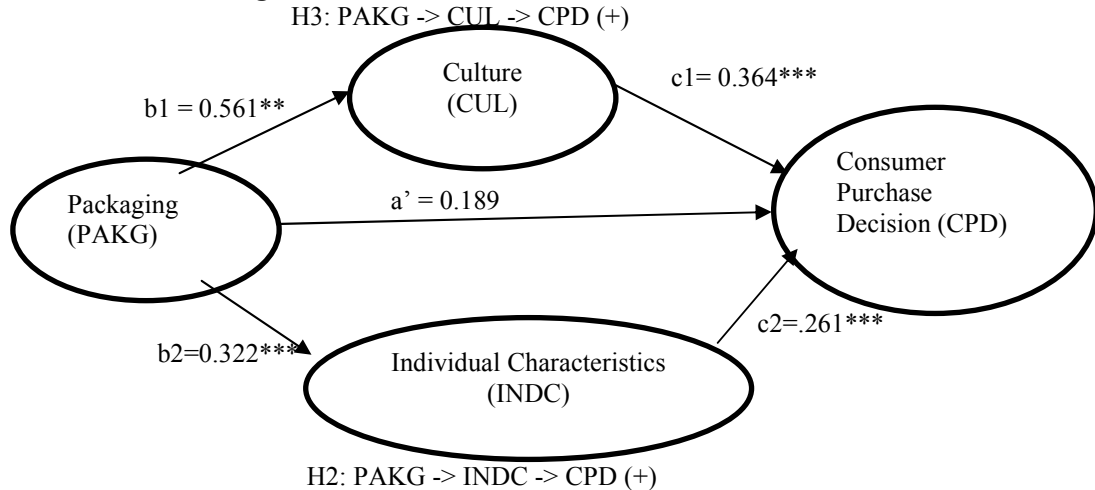 H3: PAKG -> CUL -> CPD (+)
Culture
(CUL)
c1= 0.364***
b1 = 0.561**
Consumer
Purchase
Decision (CPD)
Packaging
(PAKG)
a’ = 0.189
b2=0.322***
c2=.261***
Individual Characteristics
(INDC)
H2: PAKG -> INDC -> CPD (+)